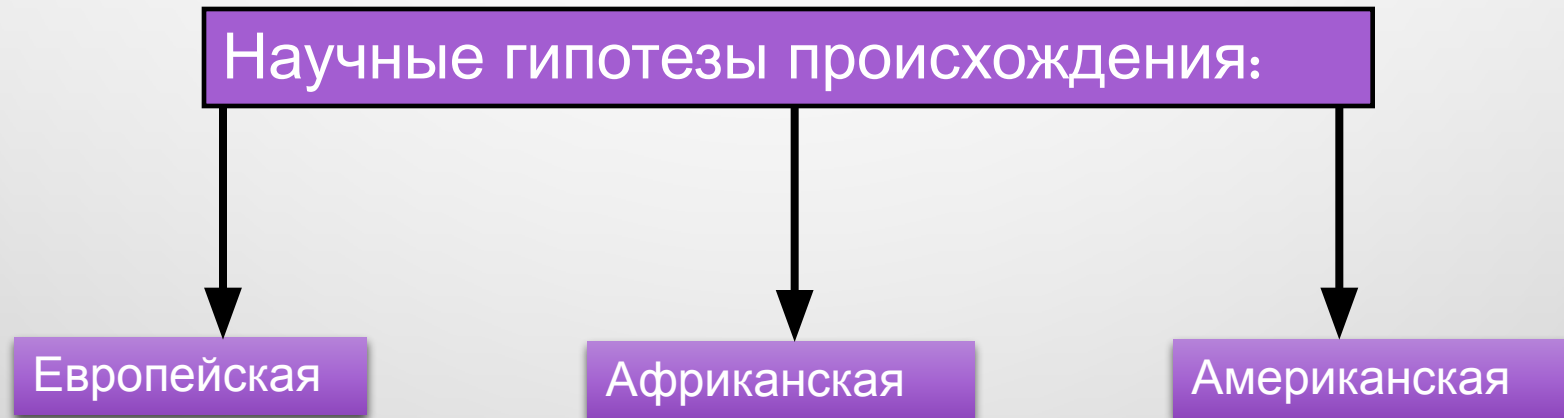 Научные гипотезы происхождения:
Европейская
Африканская
Американская